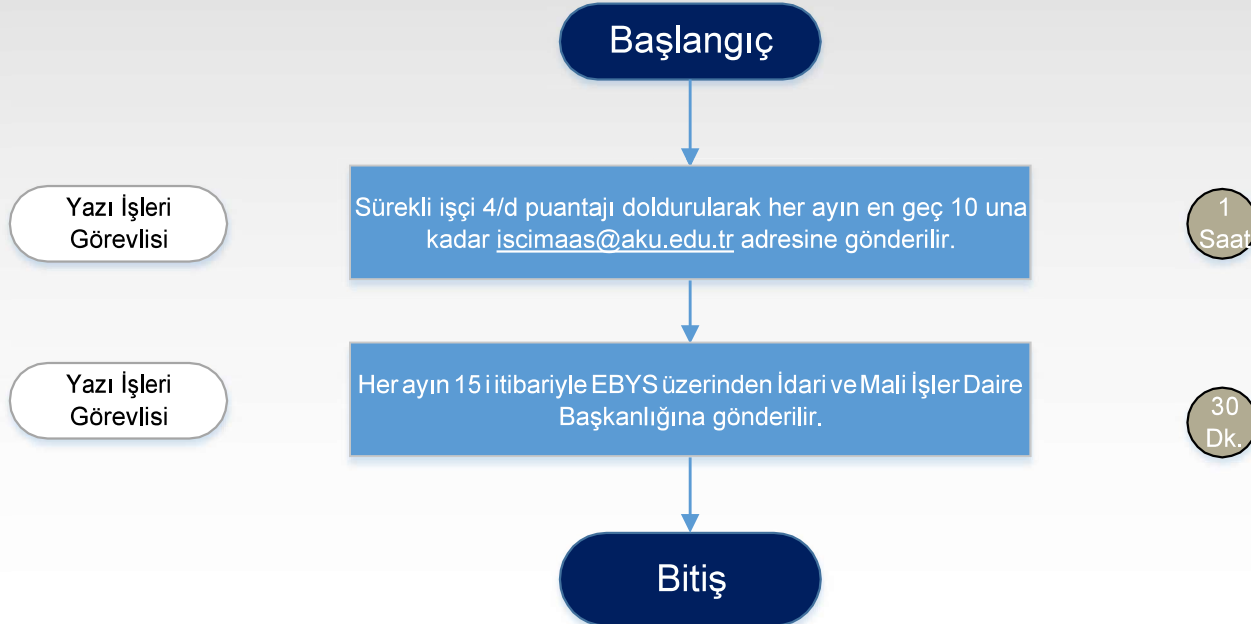 Başlangıç
Yazı İşleri
Görevlisi
Sürekli işçi 4/d puantajı doldurularak her ayın en geç 10 una
kadar iscimaas@aku.edu.tr adresine gönderilir.
1
Saat
Yazı İşleri
Görevlisi
Her ayın 15 i itibariyle EBYS üzerinden İdari ve Mali İşler Daire
Başkanlığına gönderilir.
30
Dk.
Bitiş